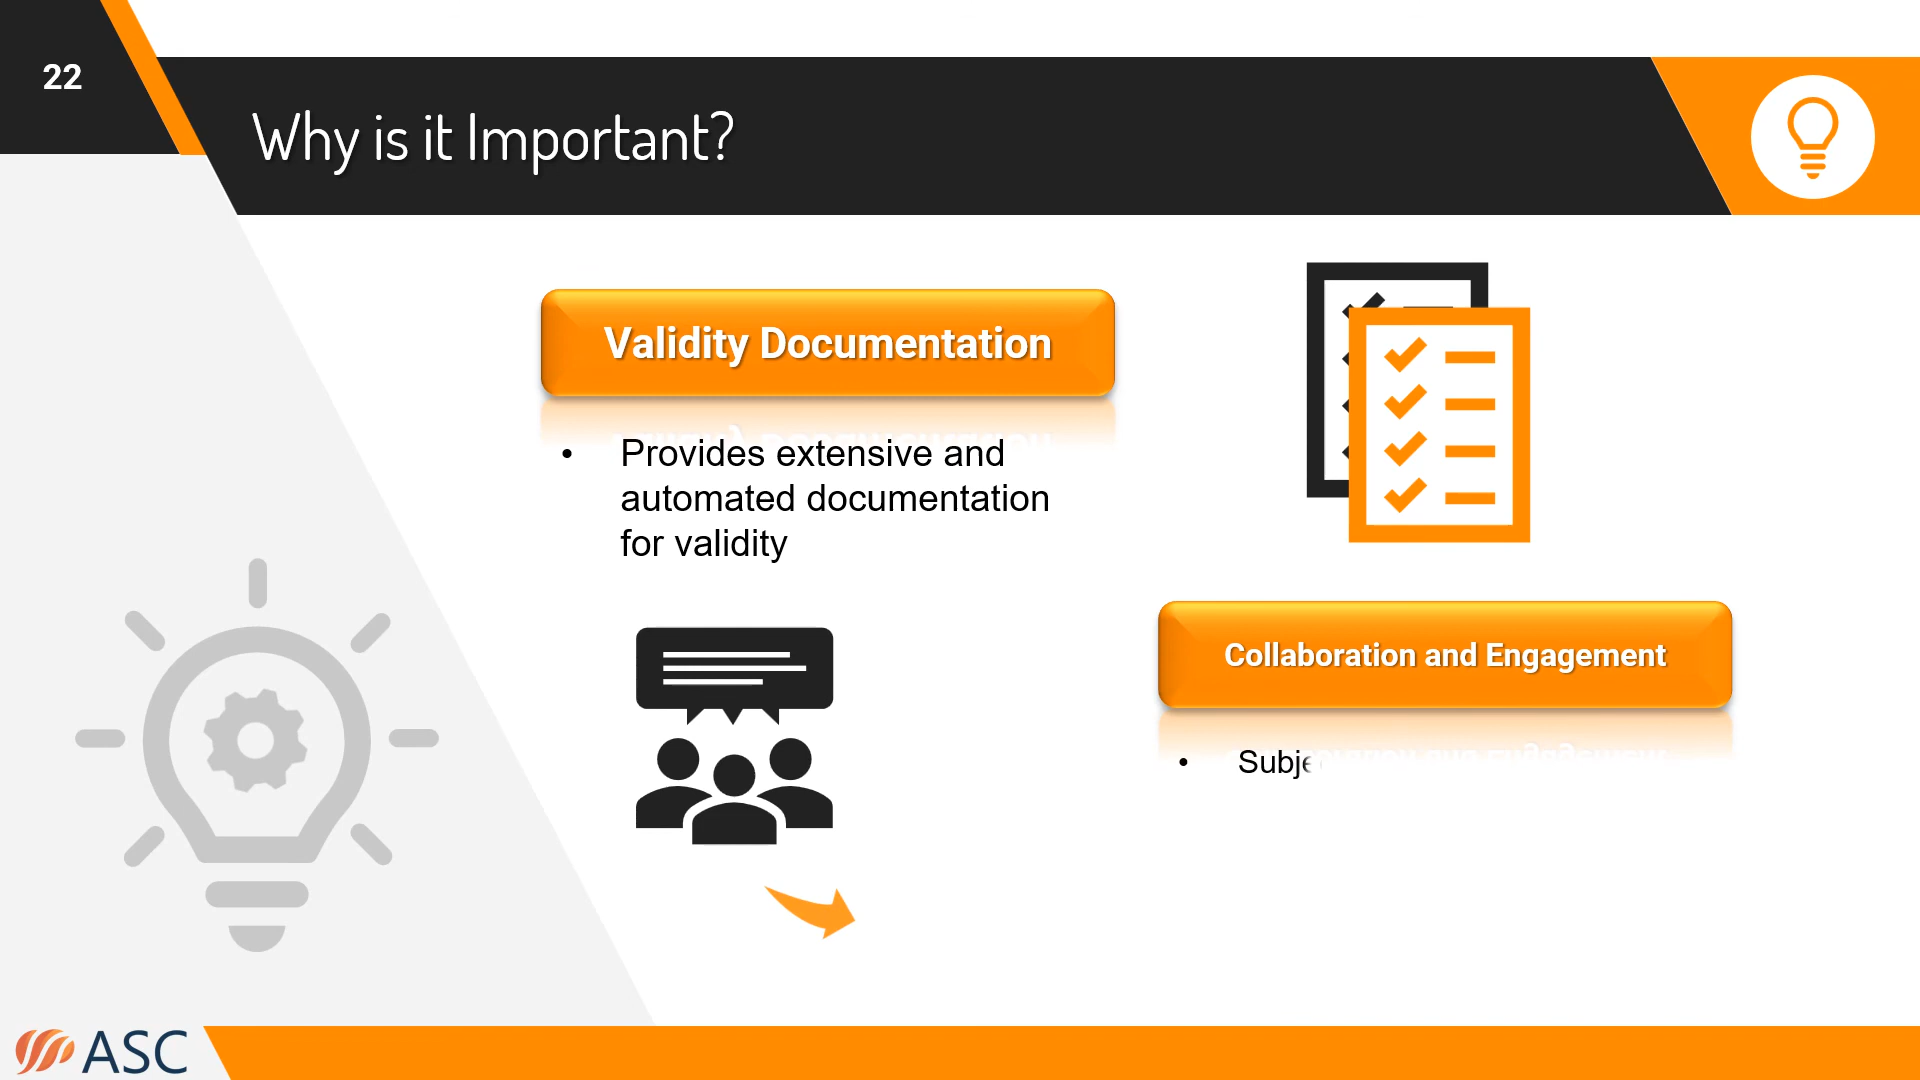 22
Why is it Important?
Validity Documentation
• Provides extensive and
automated documentation
for validity
Collaboration and Engagement
•
ASC